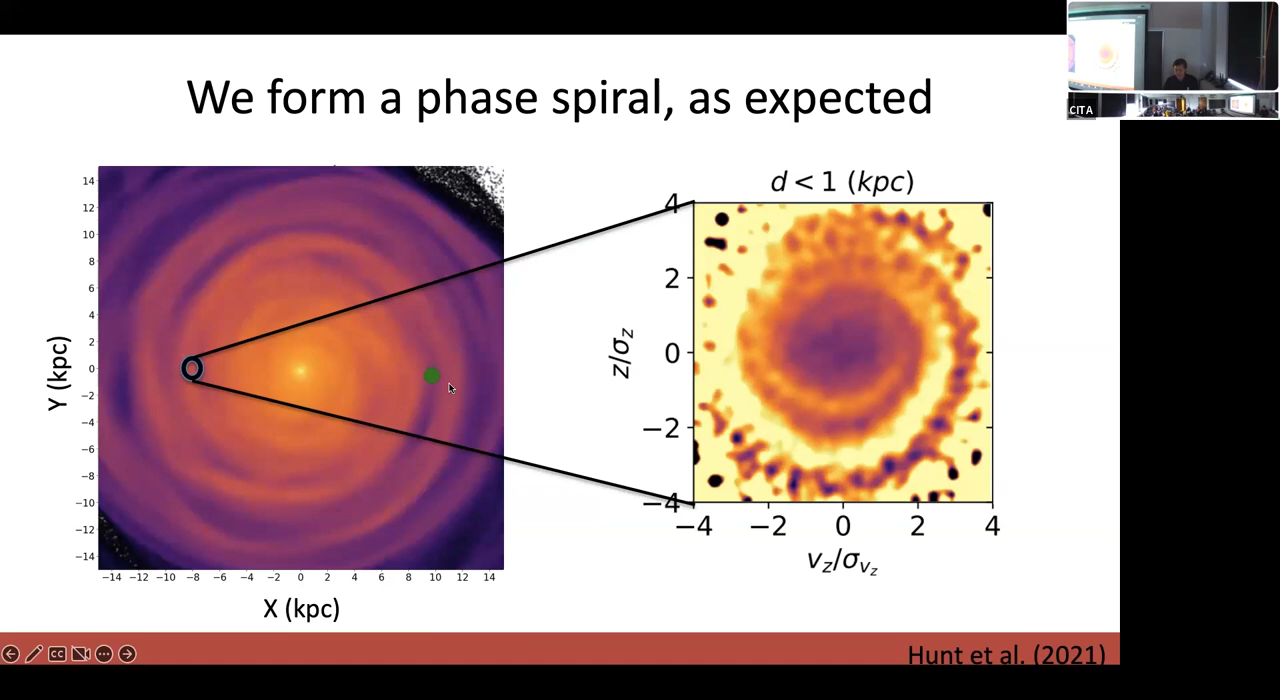 We form a phase spiral, as expected
CITA
d < 1 (kpc)
14
12
10
8
6
4
2
0
−2
−4
−6
−8
−10
−12
−14
Y (kpc)
−14 −12 −10 −8 −6 −4 −2 0 2 4 6 8 10 12 14
X (kpc)
4
2
0
−2
−4
z/σ_z
−4 −2 0 2 4
v_z/σ_{v_z}
CC
Hunt et al. (2021)